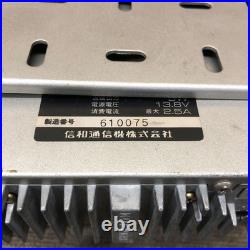 電源電圧 13.8V
消費電流 最大 2.5A
製造番号 610075
信和通信機株式会社